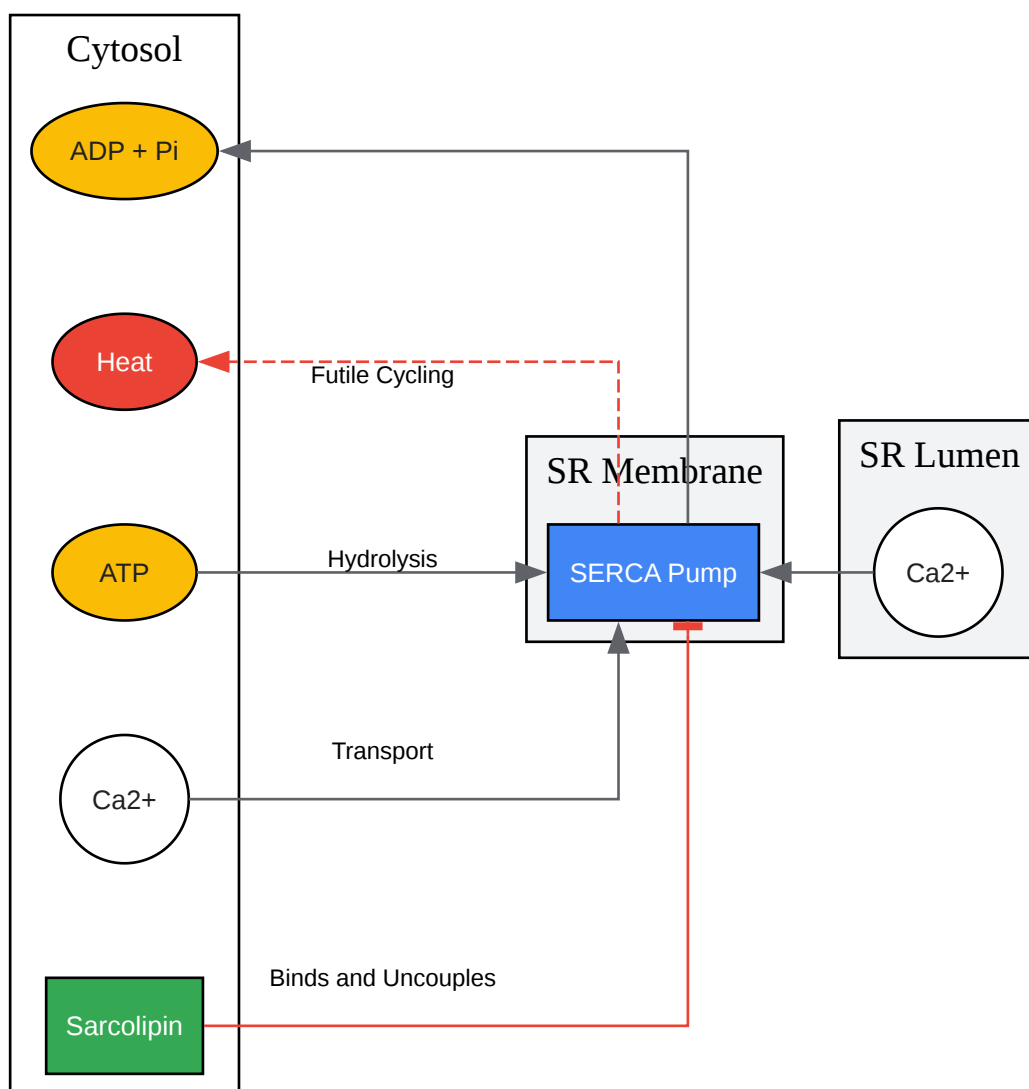 Cytosol
ADP + Pi
Heat
Futile Cycling
SR Membrane
SR Lumen
ATP
Hydrolysis
SERCA Pump
Ca2+
Transport
Ca2+
Binds and Uncouples
Sarcolipin